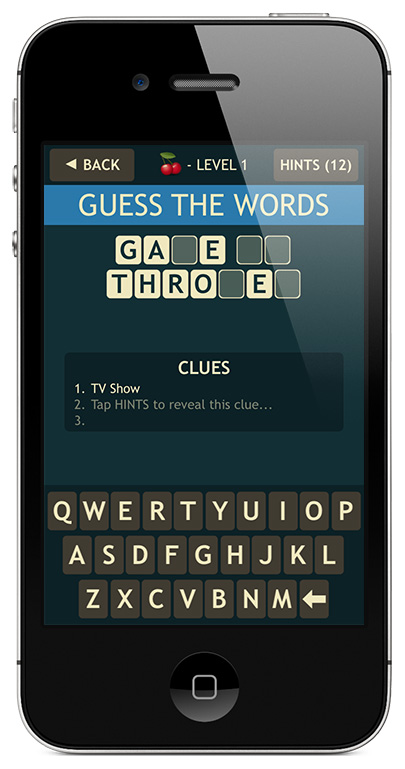 BACK
- LEVEL 1
HINTS (12)
GUESS THE WORDS
GA E
THRO E
CLUES
1. TV Show
2. Tap HINTS to reveal this clue...
3.
Q W E R T Y U I O P
A S D F G H J K L
Z X C V B N M